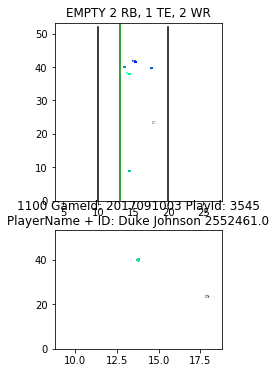 EMPTY 2 RB, 1 TE, 2 WR
50
40
30
20
10
0
5 10 15 20 25
1100 GameId: 2017091003 PlayId: 3545
PlayerName + ID: Duke Johnson 2552461.0
40
20
0
10.0 12.5 15.0 17.5